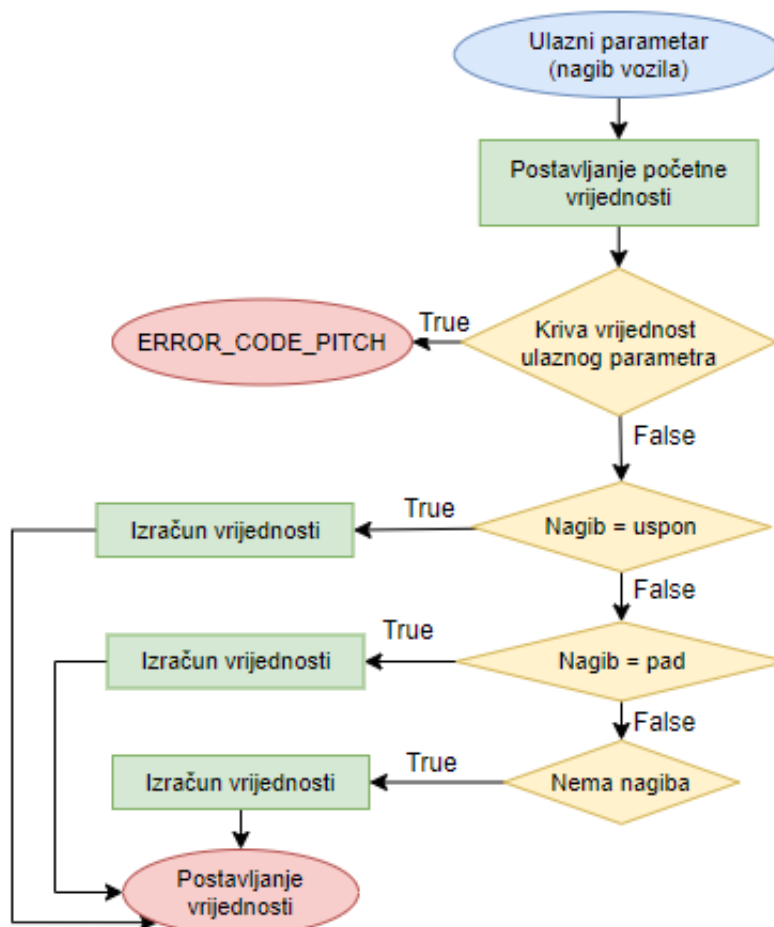 Ulazni parametar
(nagib vozila)
Postavljanje početne
vrijednosti
Kriva vrijednost
ulaznog parametra
True
ERROR_CODE_PITCH
False
Nagib = uspon
True
Izračun vrijednosti
False
Nagib = pad
True
Izračun vrijednosti
False
Nema nagiba
True
Izračun vrijednosti
Postavljanje
vrijednosti